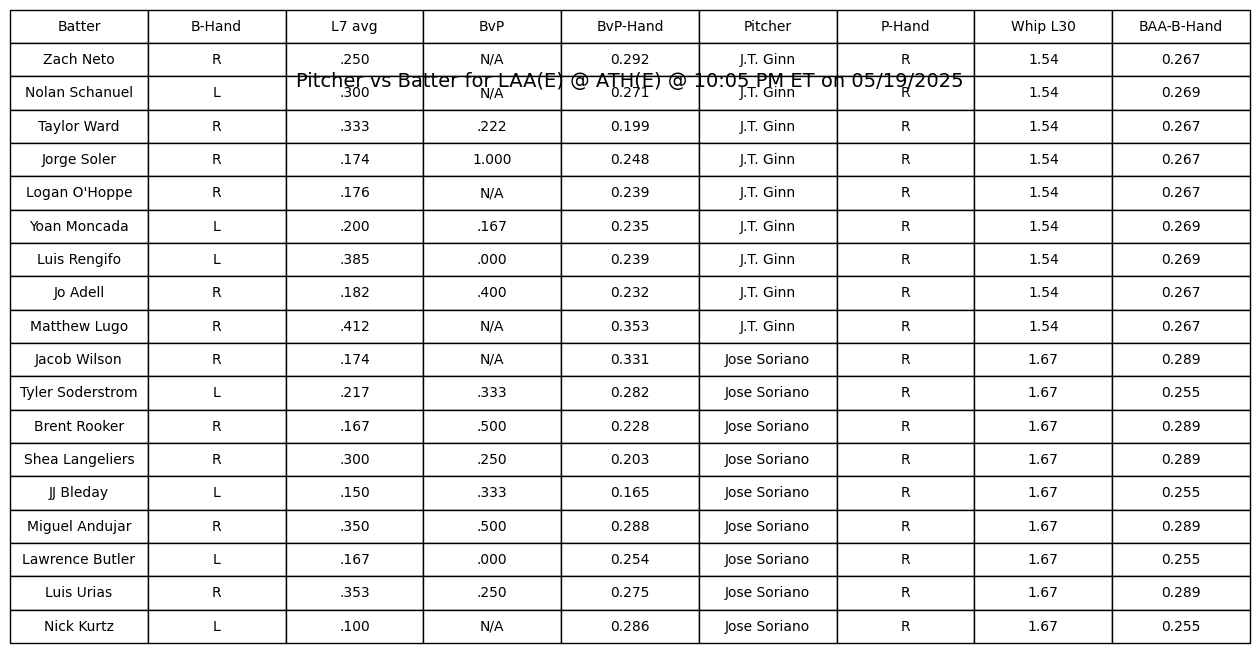 Batter B-Hand L7 avg BvP BvP-Hand Pitcher P-Hand Whip L30 BAA-B-Hand
Zach Neto R .250 N/A 0.292 J.T. Ginn R 1.54 0.267
Pitcher vs Batter for LAA(E) @ ATH(E) @ 10:05 PM ET on 05/19/2025
Nolan Schanuel L .300 N/A 0.271 J.T. Ginn R 1.54 0.269
Taylor Ward R .333 .222 0.199 J.T. Ginn R 1.54 0.267
Jorge Soler R .174 1.000 0.248 J.T. Ginn R 1.54 0.267
Logan O'Hoppe R .176 N/A 0.239 J.T. Ginn R 1.54 0.267
Yoan Moncada L .200 .167 0.235 J.T. Ginn R 1.54 0.269
Luis Rengifo L .385 .000 0.239 J.T. Ginn R 1.54 0.269
Jo Adell R .182 .400 0.232 J.T. Ginn R 1.54 0.267
Matthew Lugo R .412 N/A 0.353 J.T. Ginn R 1.54 0.267
Jacob Wilson R .174 N/A 0.331 Jose Soriano R 1.67 0.289
Tyler Soderstrom L .217 .333 0.282 Jose Soriano R 1.67 0.255
Brent Rooker R .167 .500 0.228 Jose Soriano R 1.67 0.289
Shea Langeliers R .300 .250 0.203 Jose Soriano R 1.67 0.289
JJ Bleday L .150 .333 0.165 Jose Soriano R 1.67 0.255
Miguel Andujar R .350 .500 0.288 Jose Soriano R 1.67 0.289
Lawrence Butler L .167 .000 0.254 Jose Soriano R 1.67 0.255
Luis Urias R .353 .250 0.275 Jose Soriano R 1.67 0.289
Nick Kurtz L .100 N/A 0.286 Jose Soriano R 1.67 0.255